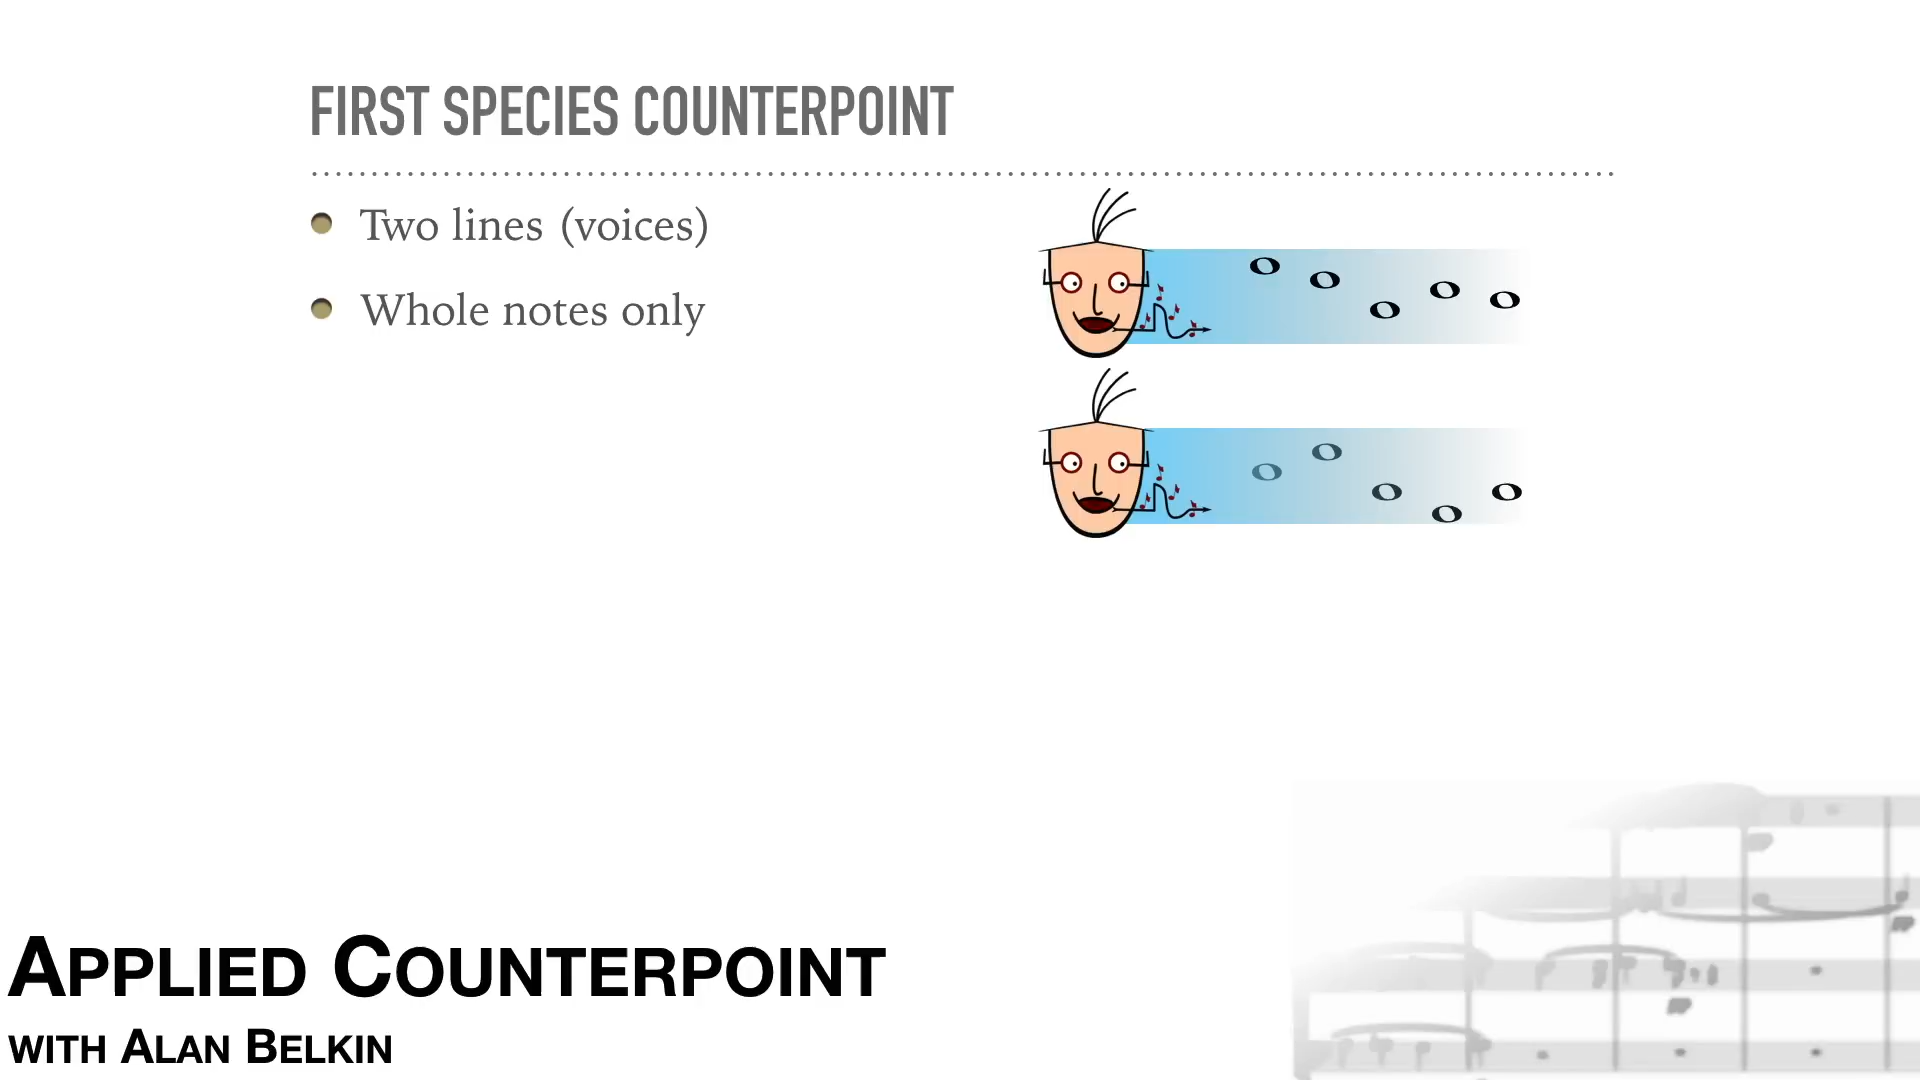 FIRST SPECIES COUNTERPOINT
Two lines (voices)
Whole notes only
APPLIED COUNTERPOINT
WITH ALAN BELKIN